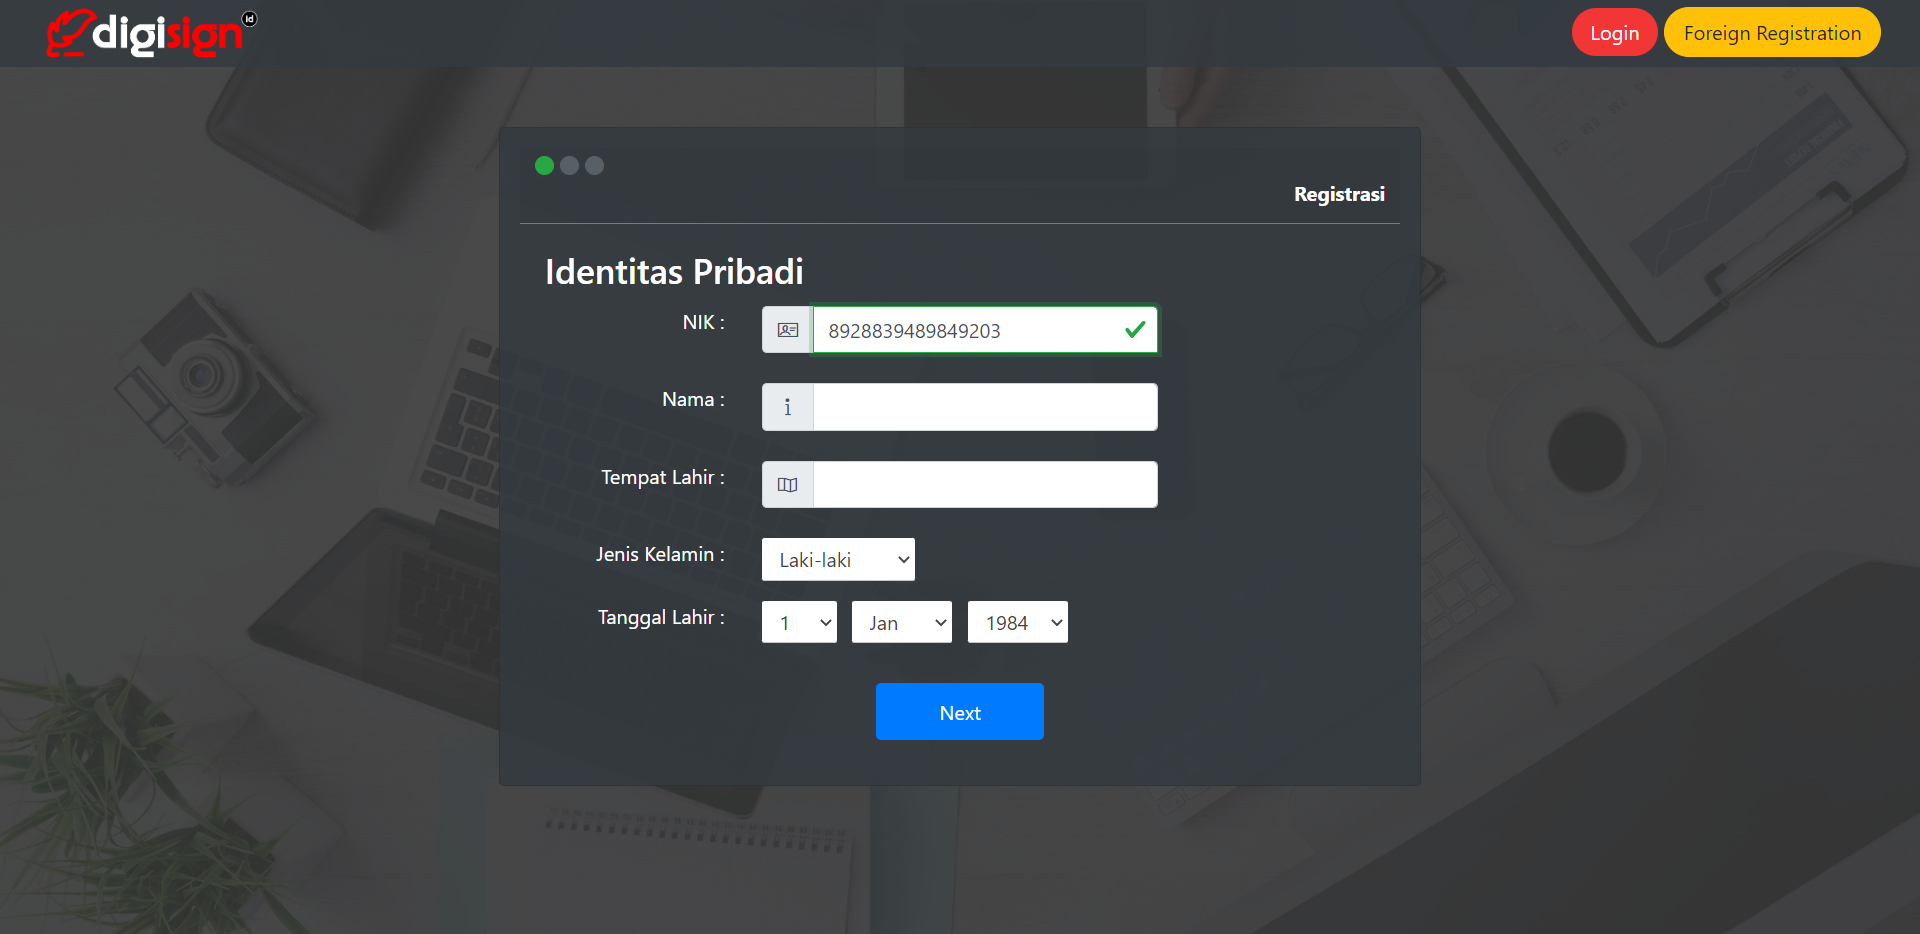 digisign id
Login
Foreign Registration
Registrasi
Identitas Pribadi
NIK :
8928839489849203
Nama :
Tempat Lahir :
Jenis Kelamin :
Laki-laki
Tanggal Lahir :
1 Jan 1984
Next